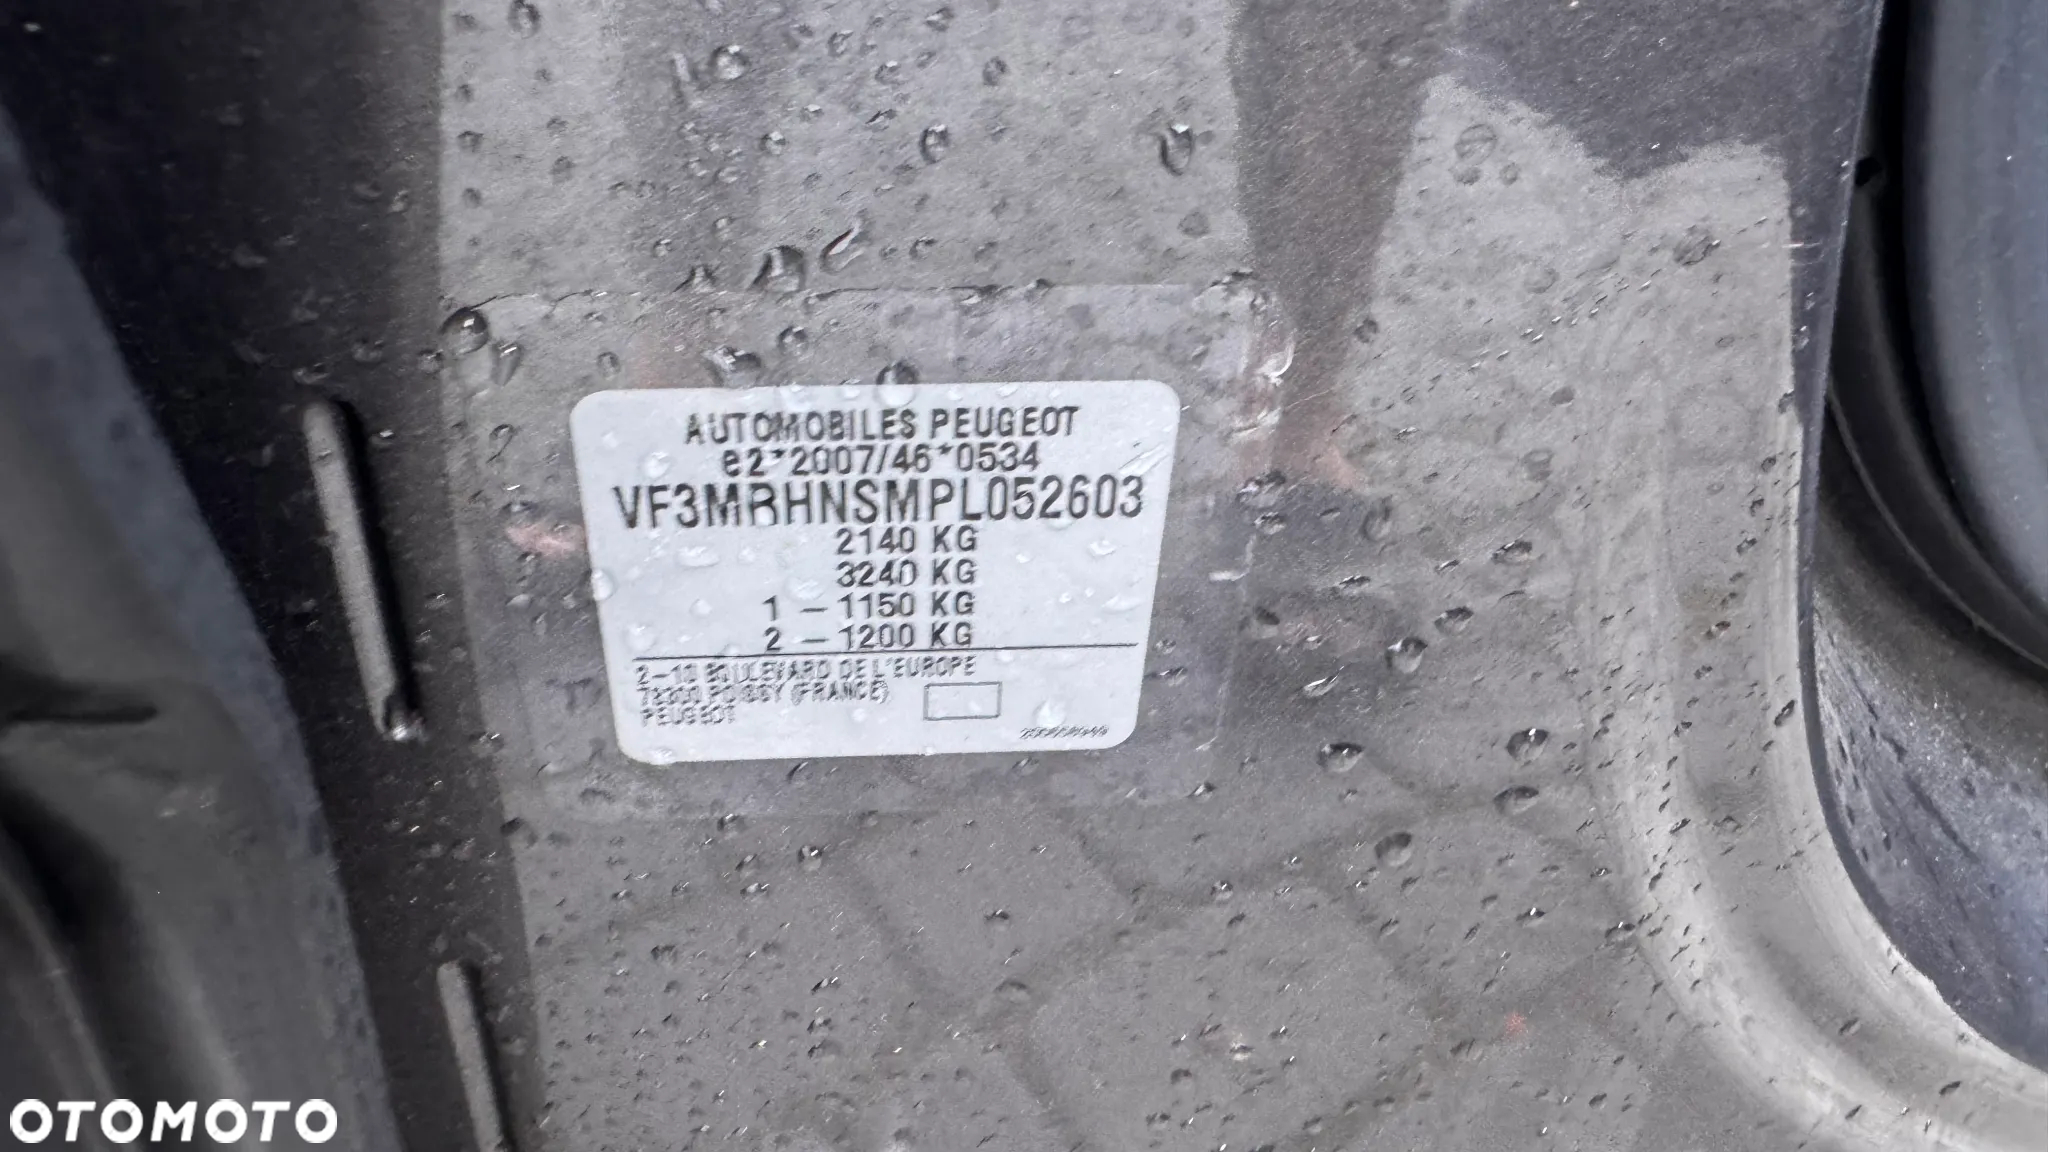 AUTOMOBILES PEUGEOT
e2*2007/46*0534
VF3MRHNSMPL052603
2140 KG
3240 KG
1 – 1150 KG
2 – 1200 KG
2-10 BOULEVARD DE L'EUROPE
78300 POISSY (FRANCE)
PEUGEOT
OTOMOTO